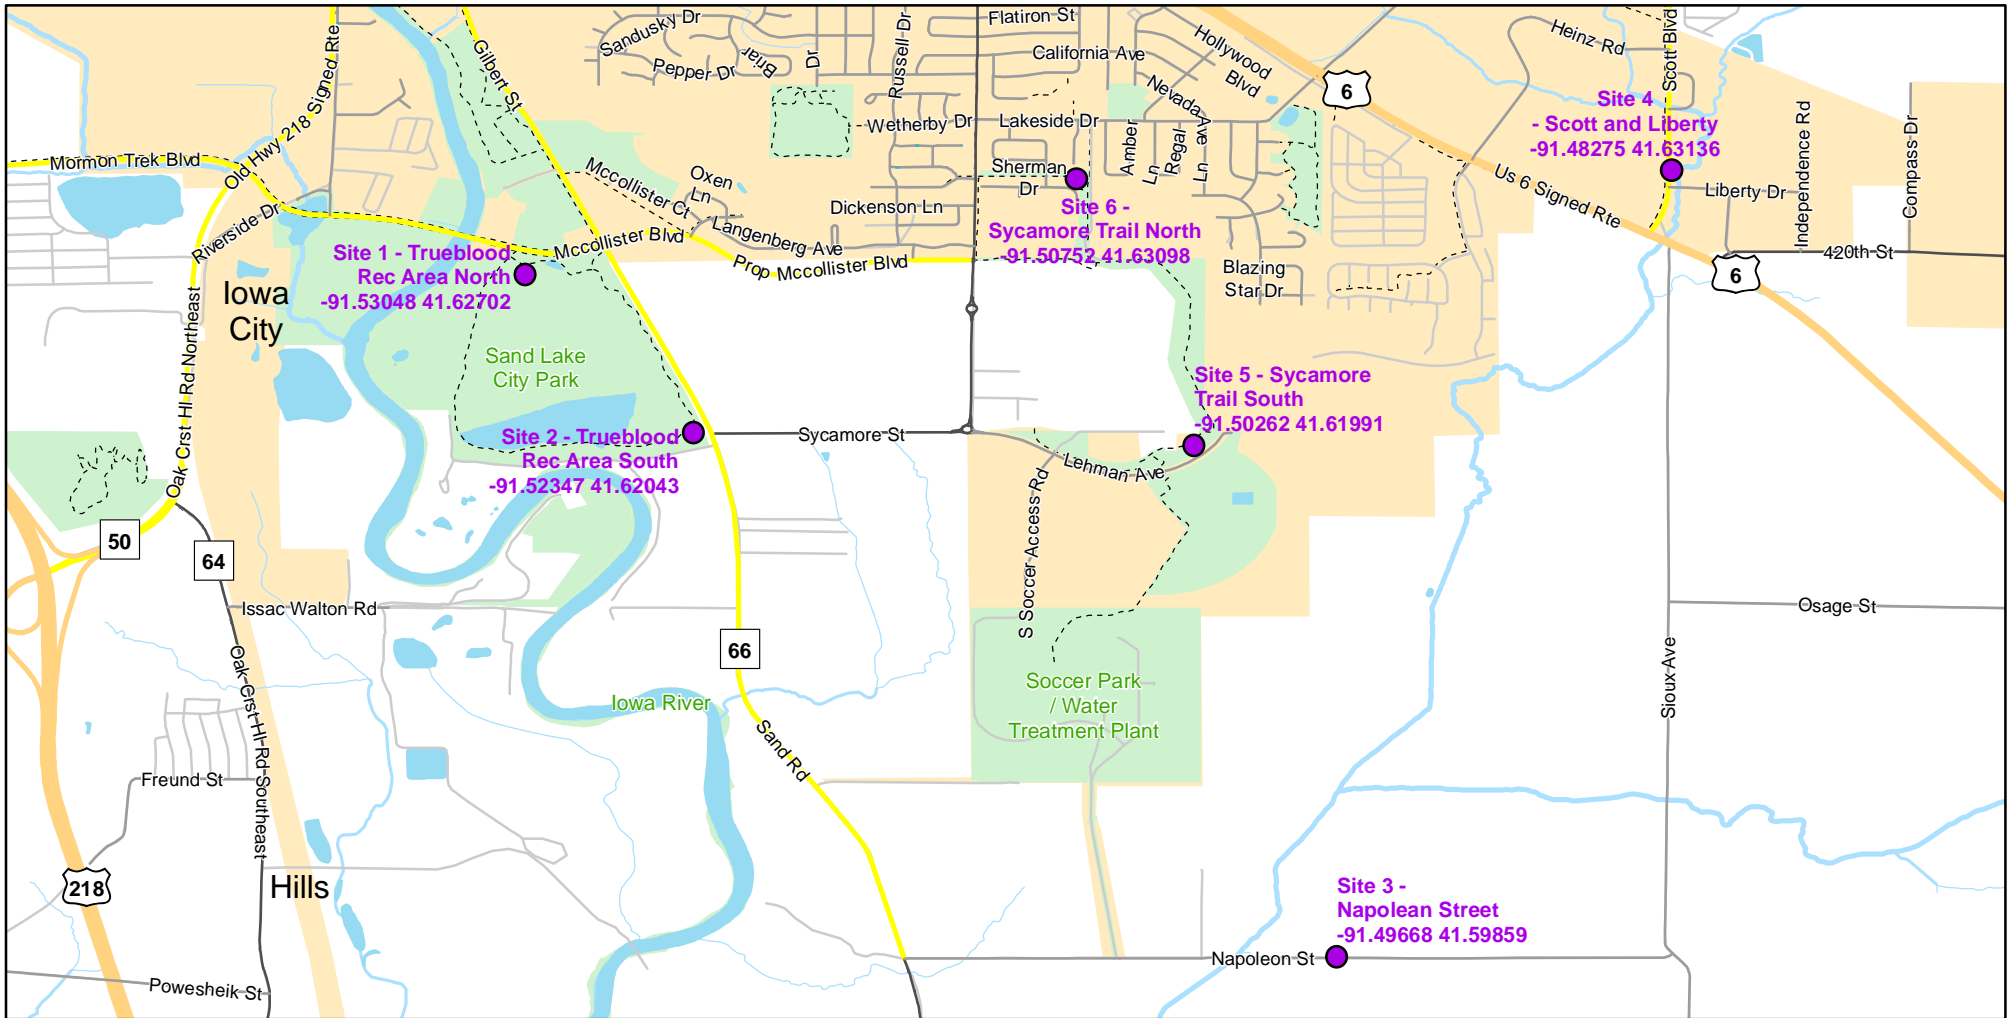 Sandusky Dr
Pepper Dr
Briar
Dr
Russell Dr
Flatiron St
California Ave
Hollywood
Blvd
Nevada Ave
Heinz Rd
Scott Blvd
Gilbert St
Old Hwy 218 Signed Rte
Mormon Trek Blvd
Riverside Dr
Wetherby Dr
Lakeside Dr
Amber
Ln
Regal
Ln
Sherman
Dr
Oxen
Ln
Mccollister Ct
Langenberg Ave
Dickenson Ln
Mccollister Blvd
Prop Mccollister Blvd
6
Us 6 Signed Rte
Site 4
- Scott and Liberty
-91.48275 41.63136
Liberty Dr
Independence Rd
Compass Dr
420th St
6
Site 6 -
Sycamore Trail North
-91.50752 41.63098
Blazing
Star Dr
Site 1 - Trueblood
Rec Area North
-91.53048 41.62702
Iowa
City
Oak Crst Hl Rd Northeast
Sand Lake
City Park
Site 5 - Sycamore
Trail South
-91.50262 41.61991
Site 2 - Trueblood
Rec Area South
-91.52347 41.62043
Sycamore St
Lehman Ave
S Soccer Access Rd
50
64
Issac Walton Rd
66
Osage St
Oak Crst Hl Rd Southeast
Iowa River
Soccer Park
/ Water
Treatment Plant
Sioux Ave
Sand Rd
Freund St
218
Hills
Site 3 -
Napolean Street
-91.49668 41.59859
Napoleon St
Powesheik St